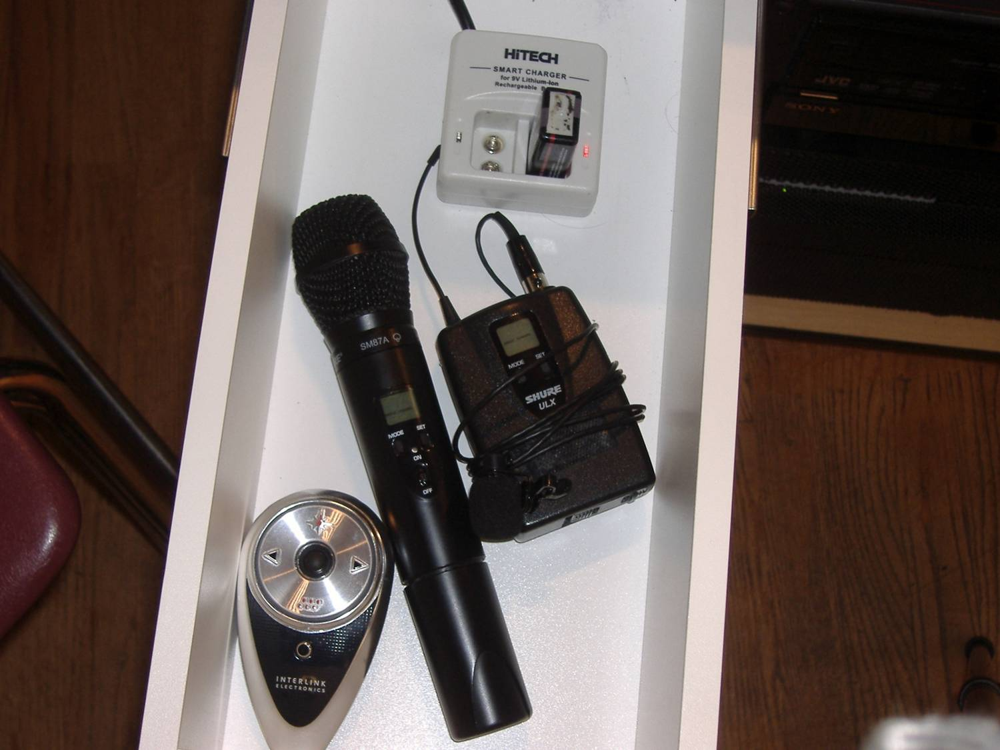 HiTECH
SMART CHARGER
for 9V Lithium-Ion
Rechargeable
JVC
SONY
SM87A
MODE SET
SHURE
ULX
MODE SET
ON
OFF
INTERLINK
ELECTRONICS